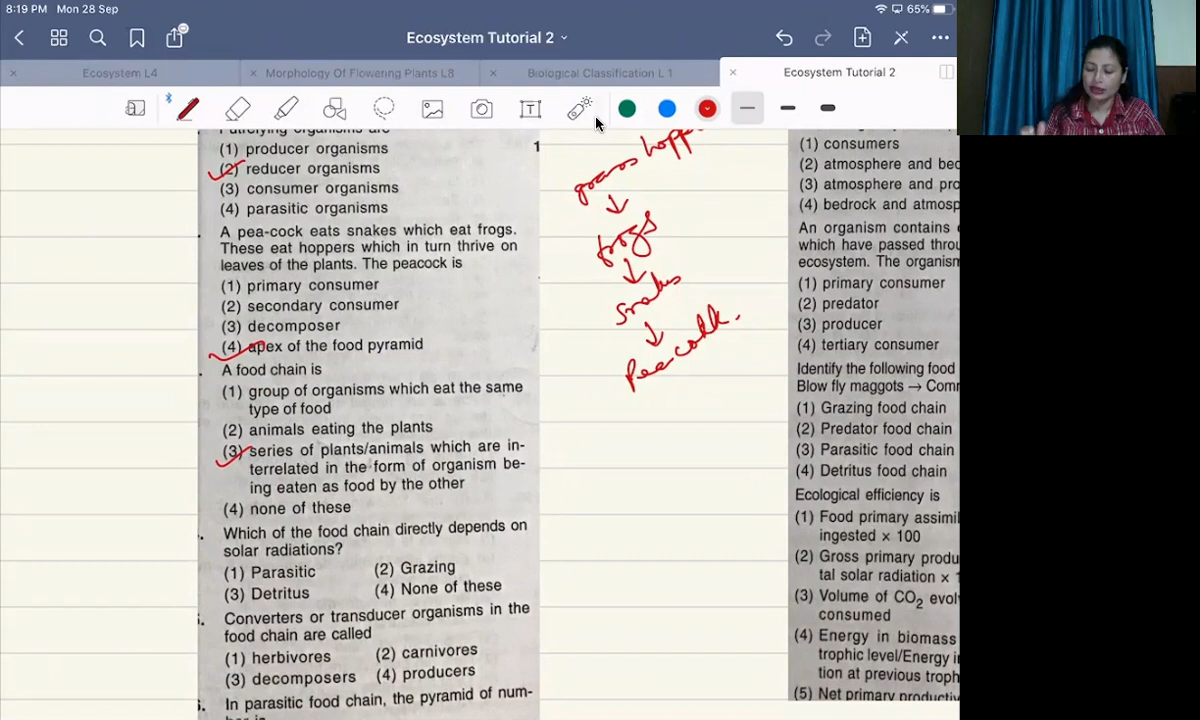 8:19 PM Mon 28 Sep
65%
Ecosystem Tutorial 2
Ecosystem L4
Morphology Of Flowering Plants L8
Biological Classification L 1
Ecosystem Tutorial 2
(1) producer organisms
(2) reducer organisms
(3) consumer organisms
(4) parasitic organisms
A pea-cock eats snakes which eat frogs.
These eat hoppers which in turn thrive on
leaves of the plants. The peacock is
(1) primary consumer
(2) secondary consumer
(3) decomposer
(4) apex of the food pyramid
A food chain is
(1) group of organisms which eat the same
type of food
(2) animals eating the plants
(3) series of plants/animals which are in-
terrelated in the form of organism be-
ing eaten as food by the other
(4) none of these
Which of the food chain directly depends on
solar radiations?
(1) Parasitic (2) Grazing
(3) Detritus (4) None of these
Converters or transducer organisms in the
food chain are called
(1) herbivores (2) carnivores
(3) decomposers (4) producers
In parasitic food chain, the pyramid of num-
1
↓
frogs
↓
snakes
↓
Peacock.
(1) consumers
(2) atmosphere and
(3) atmosphere and
(4) bedrock and
An organism contains
which have passed
ecosystem. The
(1) primary consumer
(2) predator
(3) producer
(4) tertiary consumer
Identify the following food
Blow fly maggots →
(1) Grazing food chain
(2) Predator food chain
(3) Parasitic food chain
(4) Detritus food chain
Ecological efficiency is
(1) Food primary
ingested × 100
(2) Gross primary
tal solar radiation ×
(3) Volume of CO2
consumed
(4) Energy in biomass
trophic level/Energy
tion at previous
(5) Net primary